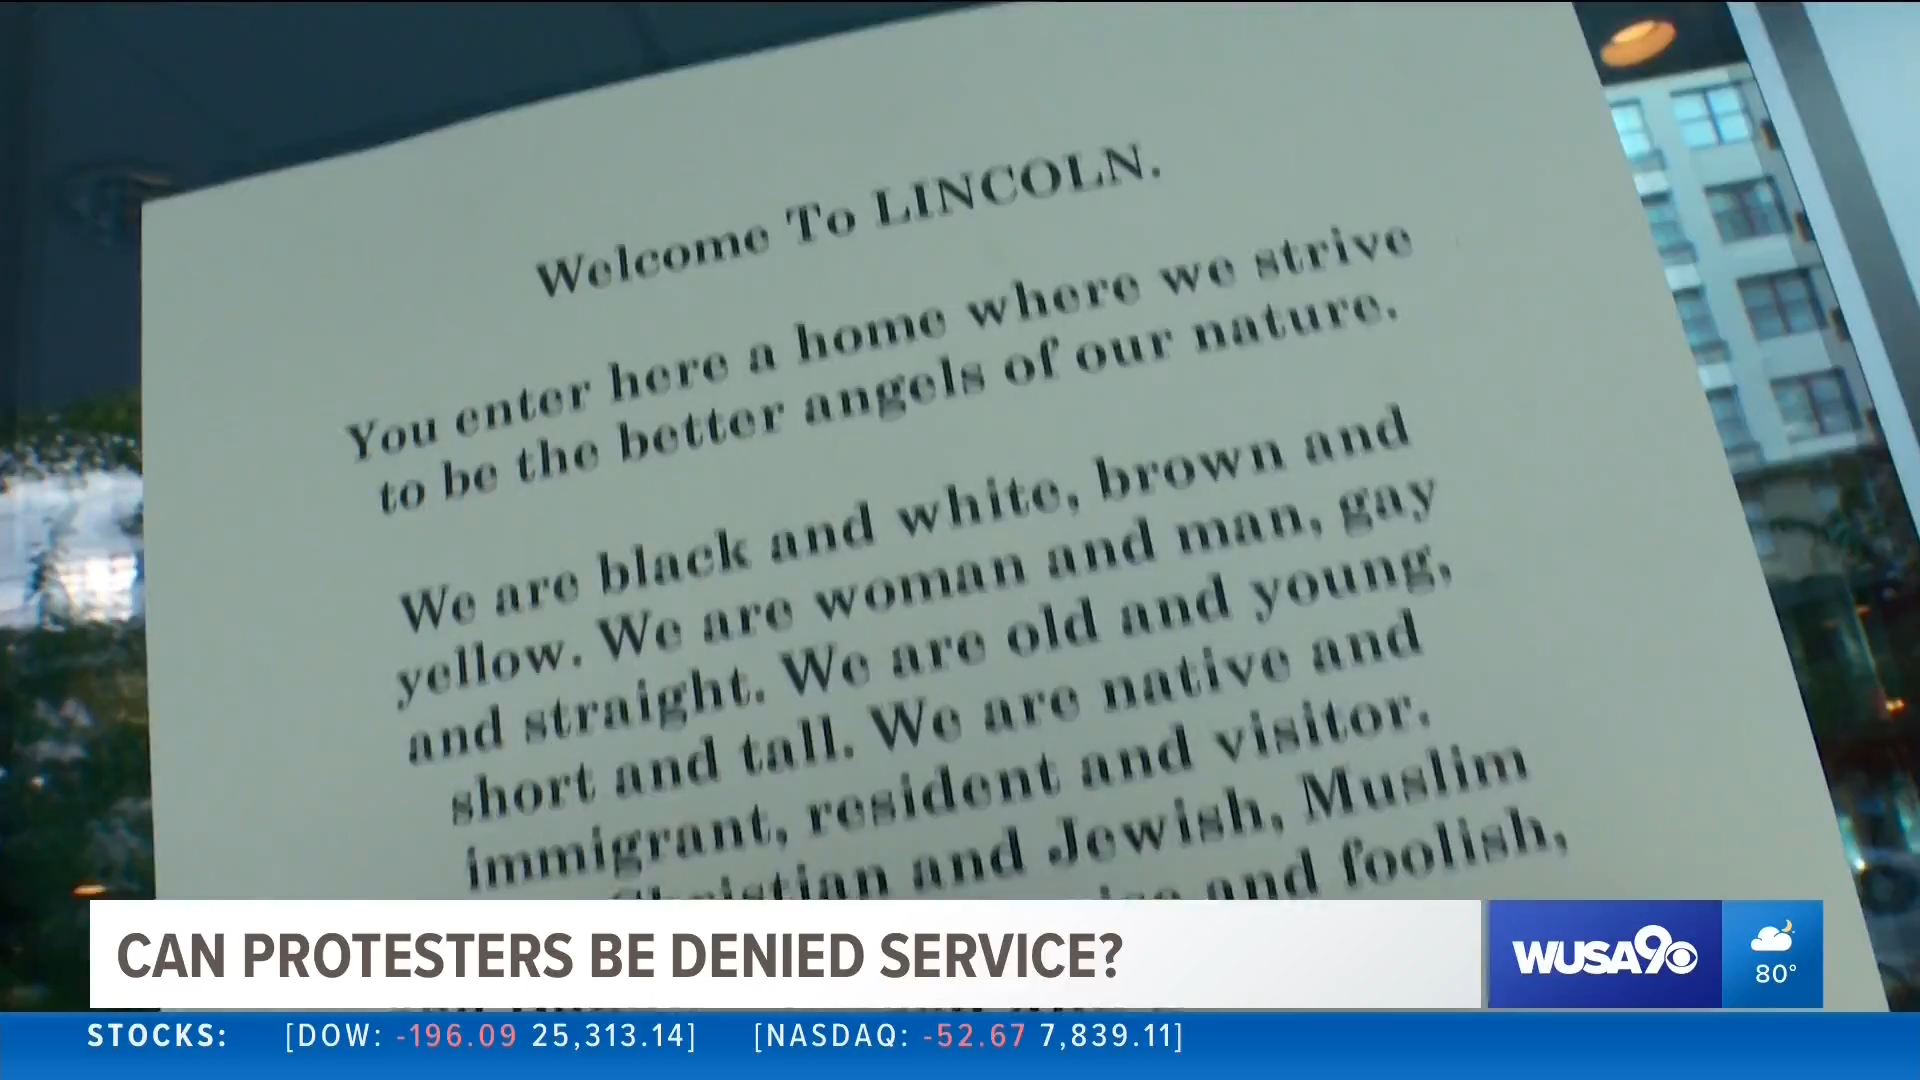 Welcome To LINCOLN.
You enter here a home where we strive
to be the better angels of our nature.
We are black and white, brown and
yellow. We are woman and man, gay
and straight. We are old and young,
short and tall. We are native and
immigrant, resident and visitor.
Christian and Jewish, Muslim
and foolish,
CAN PROTESTERS BE DENIED SERVICE?
WUSA9
80°
STOCKS: [DOW: -196.09 25,313.14] [NASDAQ: -52.67 7,839.11]